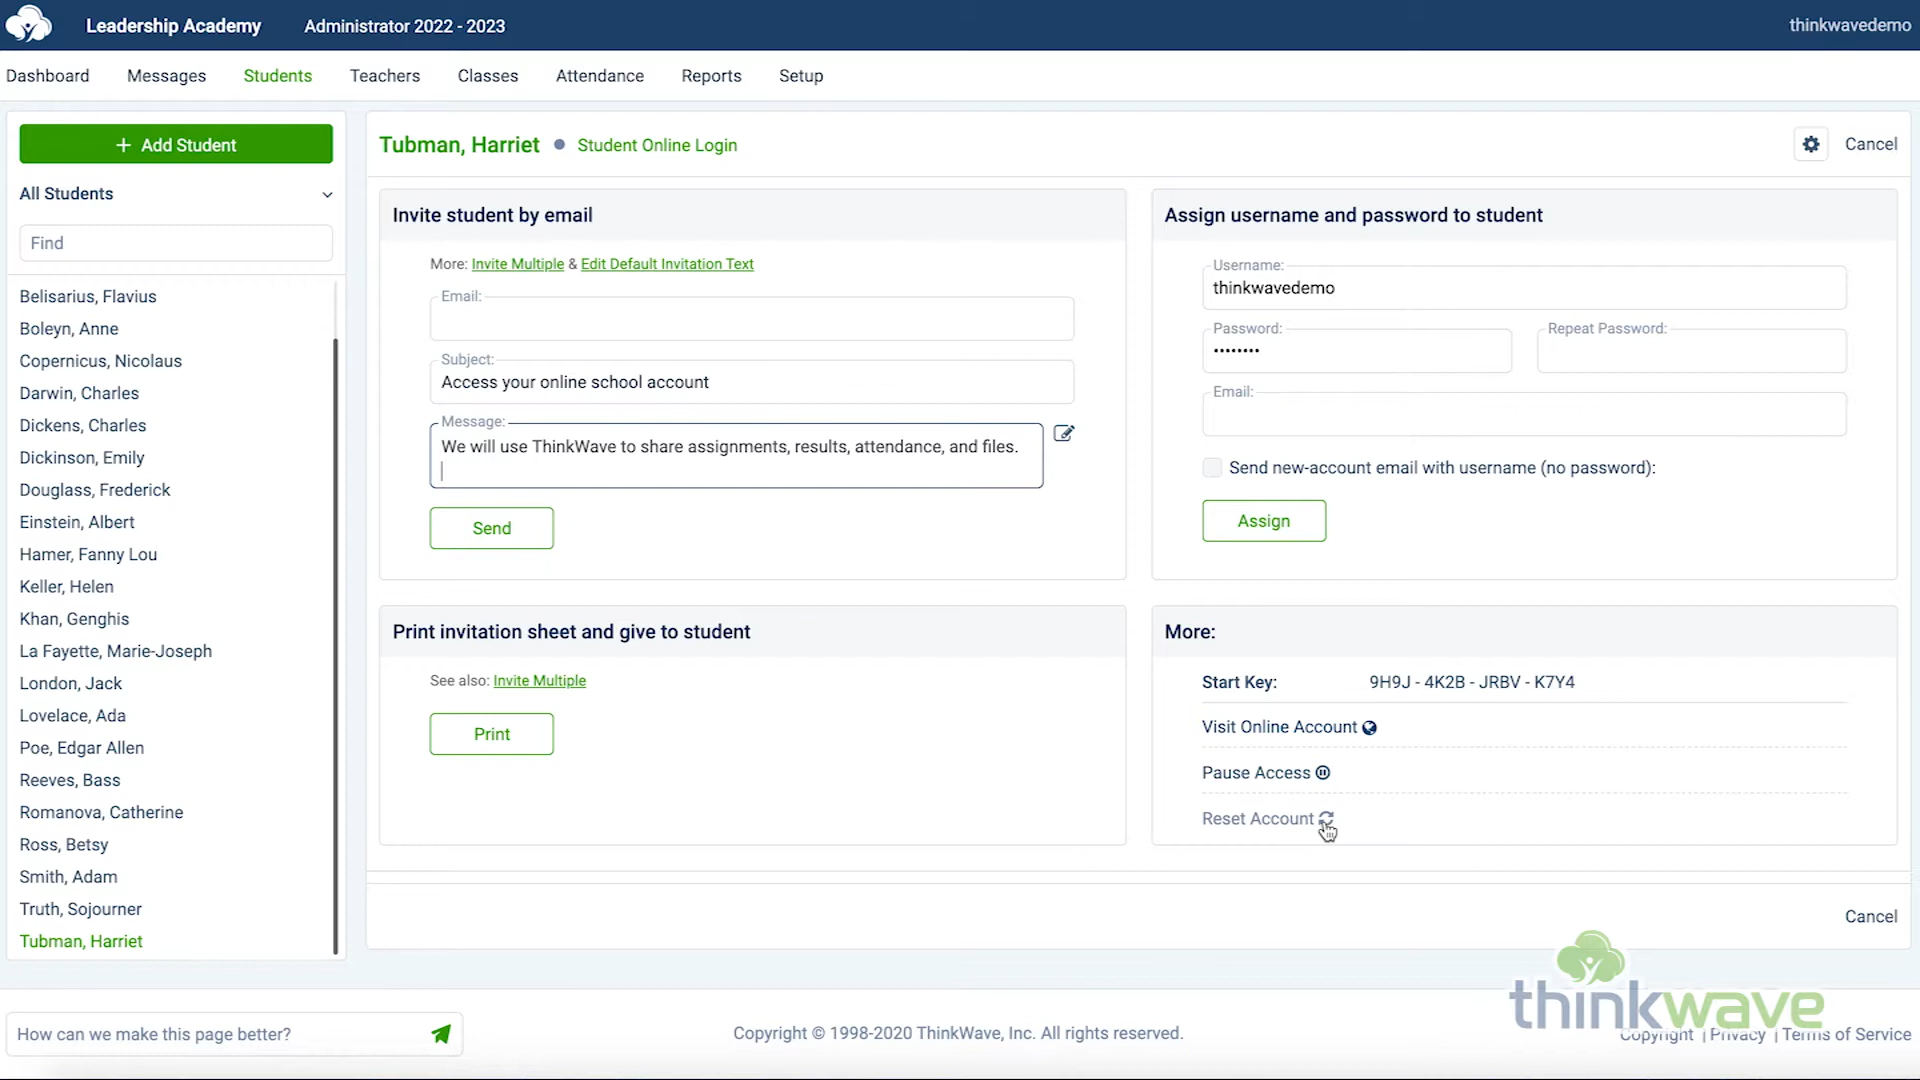 Leadership Academy Administrator 2022 - 2023 thinkwavedemo
Dashboard Messages Students Teachers Classes Attendance Reports Setup
+ Add Student
All Students
Find
Belisarius, Flavius
Boleyn, Anne
Copernicus, Nicolaus
Darwin, Charles
Dickens, Charles
Dickinson, Emily
Douglass, Frederick
Einstein, Albert
Hamer, Fanny Lou
Keller, Helen
Khan, Genghis
La Fayette, Marie-Joseph
London, Jack
Lovelace, Ada
Poe, Edgar Allen
Reeves, Bass
Romanova, Catherine
Ross, Betsy
Smith, Adam
Truth, Sojourner
Tubman, Harriet
Tubman, Harriet Student Online Login Cancel
Invite student by email
More: Invite Multiple & Edit Default Invitation Text
Email:
Subject:
Access your online school account
Message:
We will use ThinkWave to share assignments, results, attendance, and files.
Send
Assign username and password to student
Username:
thinkwavedemo
Password: Repeat Password:
••••••••
Email:
Send new-account email with username (no password):
Assign
Print invitation sheet and give to student
See also: Invite Multiple
Print
More:
Start Key: 9H9J - 4K2B - JRBV - K7Y4
Visit Online Account
Pause Access
Reset Account
Cancel
thinkwave
How can we make this page better?
Copyright © 1998-2020 ThinkWave, Inc. All rights reserved.
Copyright | Privacy | Terms of Service